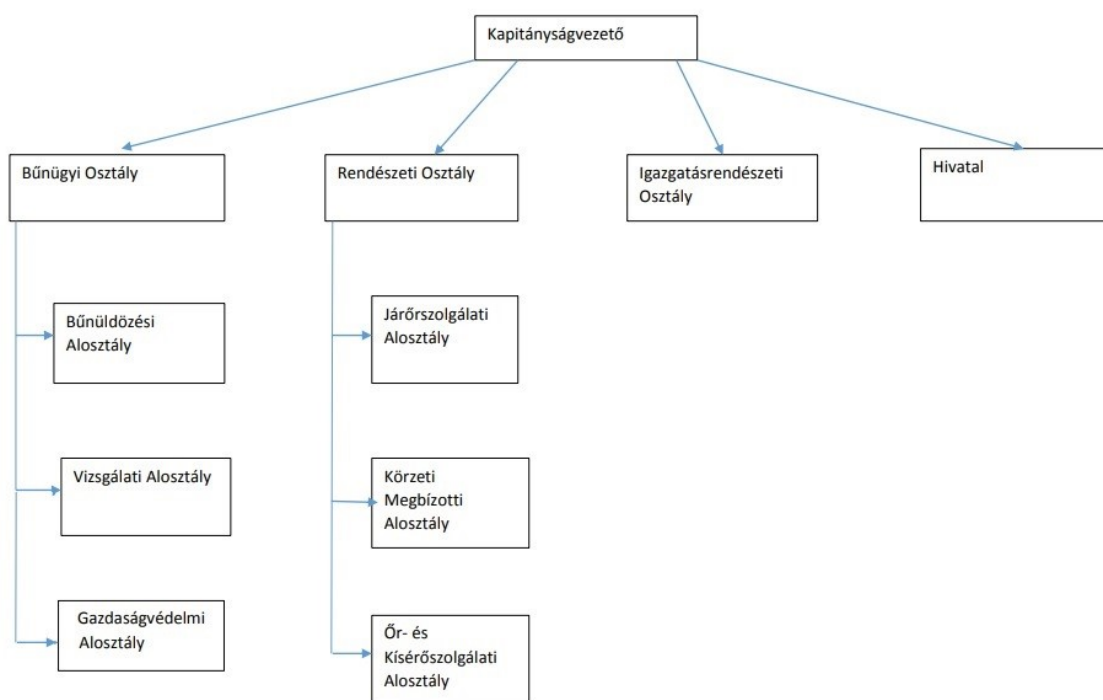 Kapitányságvezető
Bűnügyi Osztály
Rendészeti Osztály
Igazgatásrendészeti
Osztály
Hivatal
Bűnüldözési
Alosztály
Járőrszolgálati
Alosztály
Vizsgálati Alosztály
Körzeti
Megbízotti
Alosztály
Gazdaságvédelmi
Alosztály
Őr- és
Kísérőszolgálati
Alosztály